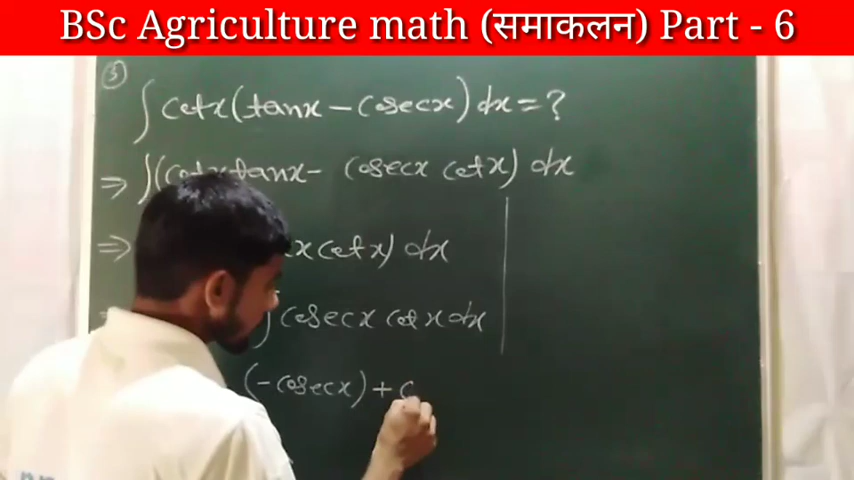 BSc Agriculture math (समाकलन) Part - 6
③
∫ cotx(tanx - cosecx) dx = ?
⇒ ∫(cotx tanx - cosecx cotx) dx
⇒ x cotx) dx
∫ cosecx cotx dx
(-cosecx) + c